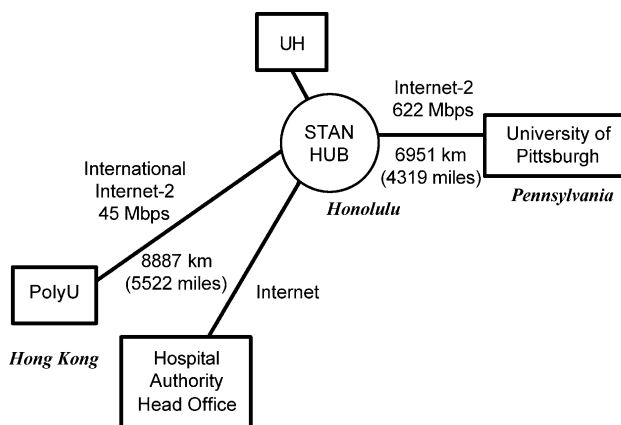 UH
Internet-2
622 Mbps
STAN
HUB
University of
Pittsburgh
6951 km
(4319 miles)
Pennsylvania
Honolulu
International
Internet-2
45 Mbps
8887 km
(5522 miles)
Internet
PolyU
Hong Kong
Hospital
Authority
Head Office